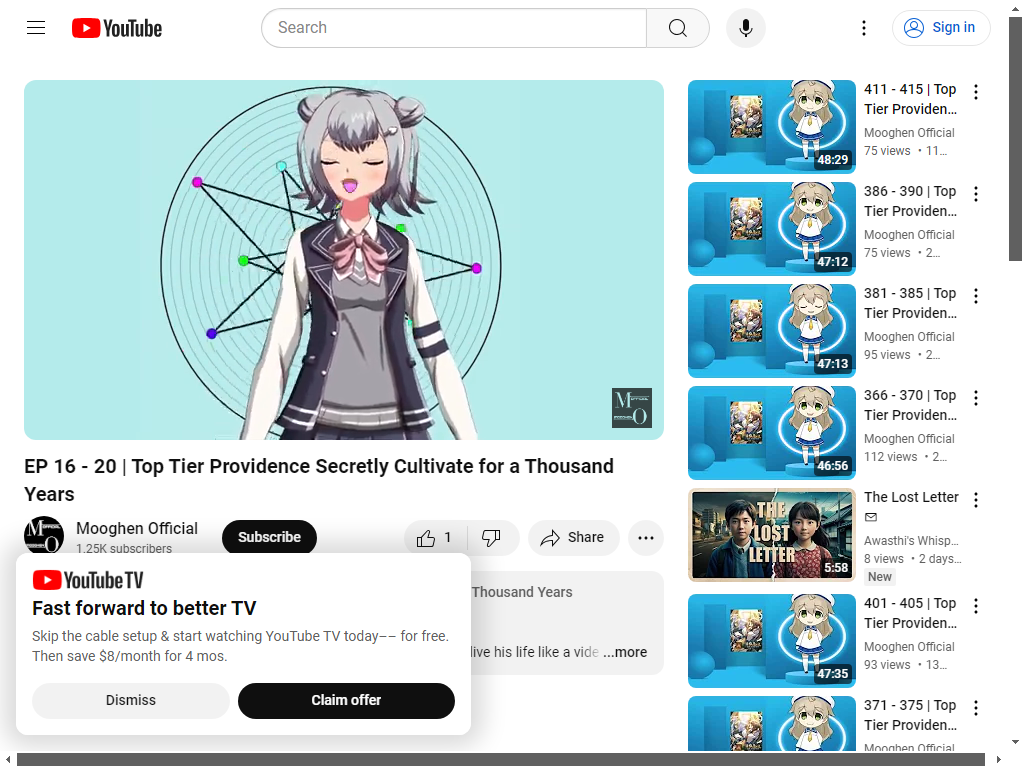 YouTube
Search
Sign in
EP 16 - 20 | Top Tier Providence Secretly Cultivate for a Thousand
Years
Mooghen Official
1.25K subscribers
Subscribe
1
Share
Thousand Years
live his life like a vide ...more
YouTube TV
Fast forward to better TV
Skip the cable setup & start watching YouTube TV today–– for free.
Then save $8/month for 4 mos.
Dismiss
Claim offer
48:29
411 - 415 | Top
Tier Providen...
Mooghen Official
75 views • 11...
47:12
386 - 390 | Top
Tier Providen...
Mooghen Official
75 views • 2...
47:13
381 - 385 | Top
Tier Providen...
Mooghen Official
95 views • 2...
46:56
366 - 370 | Top
Tier Providen...
Mooghen Official
112 views • 2...
THE
LOST
LETTER
5:58
The Lost Letter
Awasthi's Whisp...
8 views • 2 days...
New
47:35
401 - 405 | Top
Tier Providen...
Mooghen Official
93 views • 13...
371 - 375 | Top
Tier Providen...
Mooghen Official